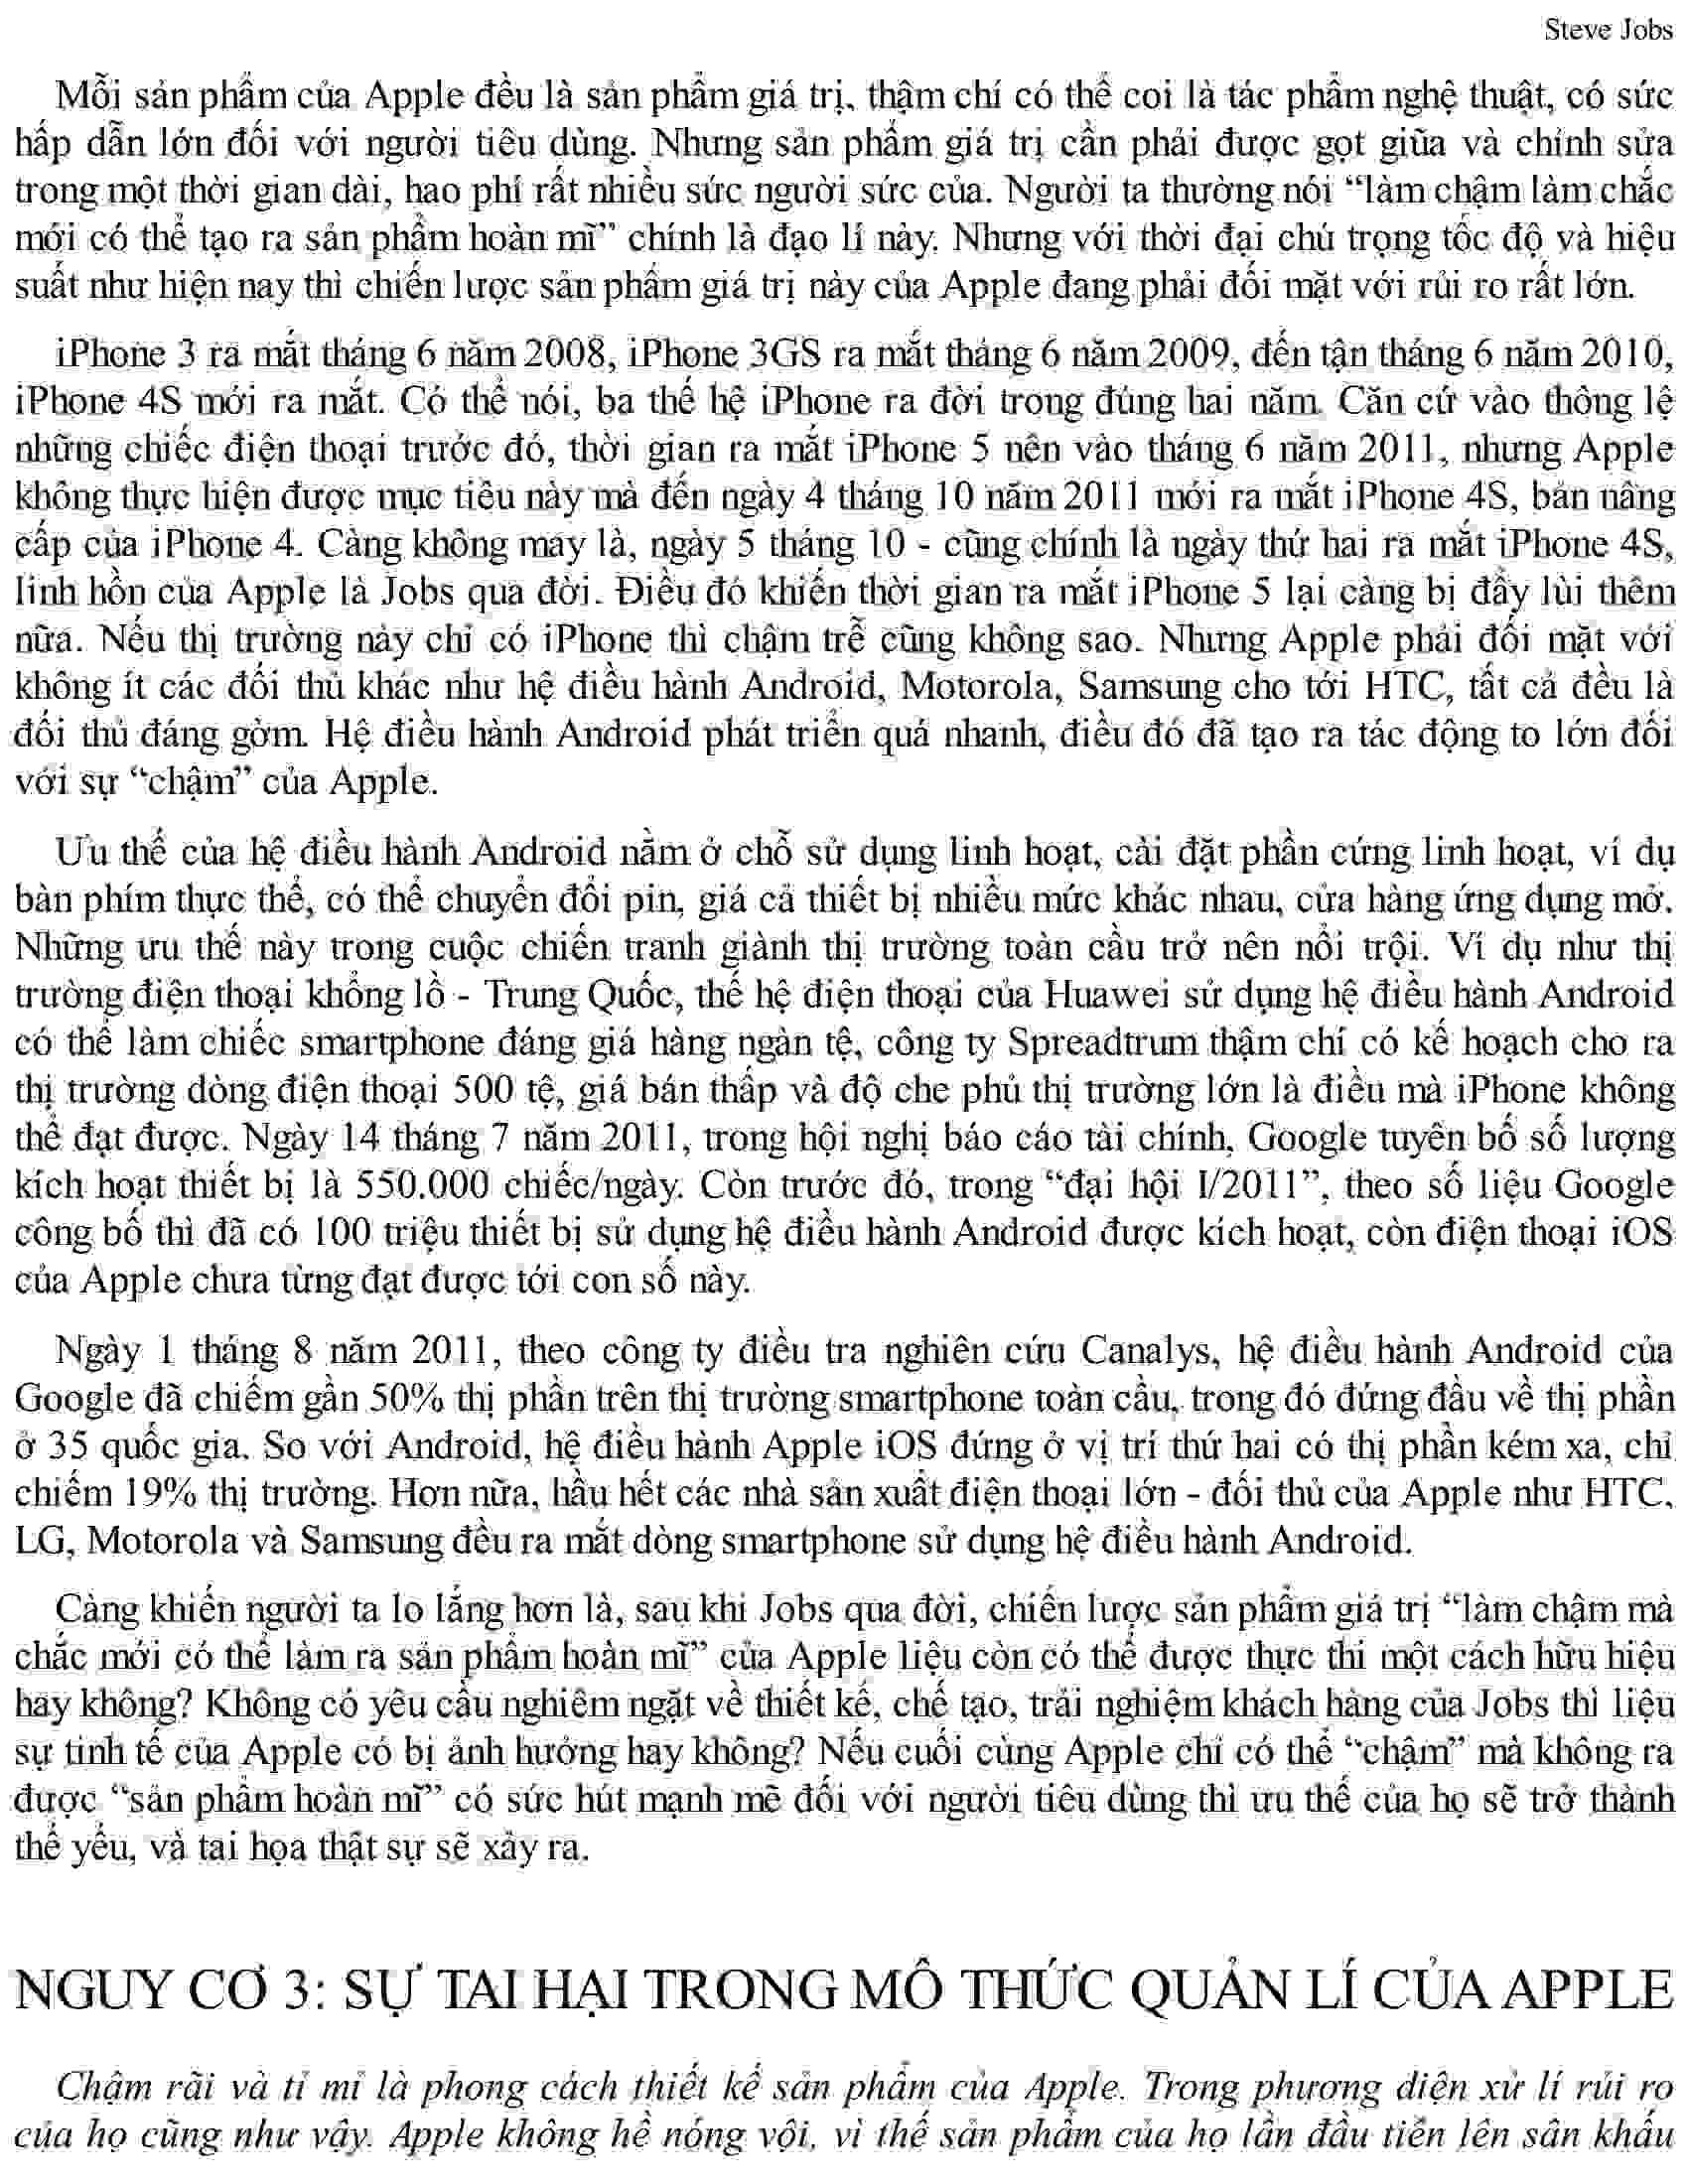 Steve Jobs
Mỗi sản phẩm của Apple đều là sản phẩm giá trị, thậm chí có thể coi là tác phẩm nghệ thuật, có sức
hấp dẫn lớn đối với người tiêu dùng. Nhưng sản phẩm giá trị cần phải được gọt giũa và chỉnh sửa
trong một thời gian dài, hao phí rất nhiều sức người sức của. Người ta thường nói “làm chậm làm chắc
mới có thể tạo ra sản phẩm hoàn mĩ” chính là đạo lí này. Nhưng với thời đại chú trọng tốc độ và hiệu
suất như hiện nay thì chiến lược sản phẩm giá trị này của Apple đang phải đối mặt với rủi ro rất lớn.
iPhone 3 ra mắt tháng 6 năm 2008, iPhone 3GS ra mắt tháng 6 năm 2009, đến tận tháng 6 năm 2010,
iPhone 4S mới ra mắt. Có thể nói, ba thế hệ iPhone ra đời trong đúng hai năm. Căn cứ vào thông lệ
những chiếc điện thoại trước đó, thời gian ra mắt iPhone 5 nên vào tháng 6 năm 2011, nhưng Apple
không thực hiện được mục tiêu này mà đến ngày 4 tháng 10 năm 2011 mới ra mắt iPhone 4S, bản nâng
cấp của iPhone 4. Càng không may là, ngày 5 tháng 10 - cũng chính là ngày thứ hai ra mắt iPhone 4S,
linh hồn của Apple là Jobs qua đời. Điều đó khiến thời gian ra mắt iPhone 5 lại càng bị đẩy lùi thêm
nữa. Nếu thị trường này chỉ có iPhone thì chậm trễ cũng không sao. Nhưng Apple phải đối mặt với
không ít các đối thủ khác như hệ điều hành Android, Motorola, Samsung cho tới HTC, tất cả đều là
đối thủ đáng gờm. Hệ điều hành Android phát triển quá nhanh, điều đó đã tạo ra tác động to lớn đối
với sự “chậm” của Apple.
Ưu thế của hệ điều hành Android nằm ở chỗ sử dụng linh hoạt, cài đặt phần cứng linh hoạt, ví dụ
bàn phím thực thể, có thể chuyển đổi pin, giá cả thiết bị nhiều mức khác nhau, cửa hàng ứng dụng mở.
Những ưu thế này trong cuộc chiến tranh giành thị trường toàn cầu trở nên nổi trội. Ví dụ như thị
trường điện thoại khổng lồ - Trung Quốc, thế hệ điện thoại của Huawei sử dụng hệ điều hành Android
có thể làm chiếc smartphone đáng giá hàng ngàn tệ, công ty Spreadtrum thậm chí có kế hoạch cho ra
thị trường dòng điện thoại 500 tệ, giá bán thấp và độ che phủ thị trường lớn là điều mà iPhone không
thể đạt được. Ngày 14 tháng 7 năm 2011, trong hội nghị báo cáo tài chính, Google tuyên bố số lượng
kích hoạt thiết bị là 550.000 chiếc/ngày. Còn trước đó, trong “đại hội I/2011”, theo số liệu Google
công bố thì đã có 100 triệu thiết bị sử dụng hệ điều hành Android được kích hoạt, còn điện thoại iOS
của Apple chưa từng đạt được tới con số này.
Ngày 1 tháng 8 năm 2011, theo công ty điều tra nghiên cứu Canalys, hệ điều hành Android của
Google đã chiếm gần 50% thị phần trên thị trường smartphone toàn cầu, trong đó đứng đầu về thị phần
ở 35 quốc gia. So với Android, hệ điều hành Apple iOS đứng ở vị trí thứ hai có thị phần kém xa, chỉ
chiếm 19% thị trường. Hơn nữa, hầu hết các nhà sản xuất điện thoại lớn - đối thủ của Apple như HTC,
LG, Motorola và Samsung đều ra mắt dòng smartphone sử dụng hệ điều hành Android.
Càng khiến người ta lo lắng hơn là, sau khi Jobs qua đời, chiến lược sản phẩm giá trị “làm chậm mà
chắc mới có thể làm ra sản phẩm hoàn mĩ” của Apple liệu còn có thể được thực thi một cách hữu hiệu
hay không? Không có yêu cầu nghiêm ngặt về thiết kế, chế tạo, trải nghiệm khách hàng của Jobs thì liệu
sự tinh tế của Apple có bị ảnh hưởng hay không? Nếu cuối cùng Apple chỉ có thể “chậm” mà không ra
được “sản phẩm hoàn mĩ” có sức hút mạnh mẽ đối với người tiêu dùng thì ưu thế của họ sẽ trở thành
thế yếu, và tai họa thật sự sẽ xảy ra.
NGUY CƠ 3: SỰ TAI HẠI TRONG MÔ THỨC QUẢN LÍ CỦA APPLE
Chậm rãi và tỉ mỉ là phong cách thiết kế sản phẩm của Apple. Trong phương diện xử lí rủi ro
của họ cũng như vậy. Apple không hề nóng vội, vì thế sản phẩm của họ lần đầu tiên lên sân khấu